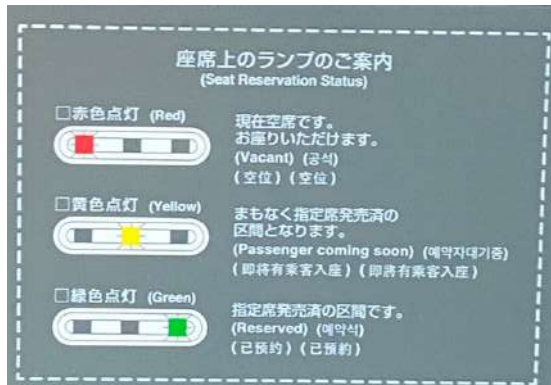 座席上のランプのご案内
(Seat Reservation Status)
□赤色点灯 (Red)
現在空席です。
お座りいただけます。
(Vacant) (공석)
(空位) (空位)
□黄色点灯 (Yellow)
まもなく指定席発売済の
区間となります。
(Passenger coming soon) (예약자대기중)
(即将有乘客入座) (即將有乘客入座)
□緑色点灯 (Green)
指定席発売済の区間です。
(Reserved) (예약석)
(已预约) (已預約)